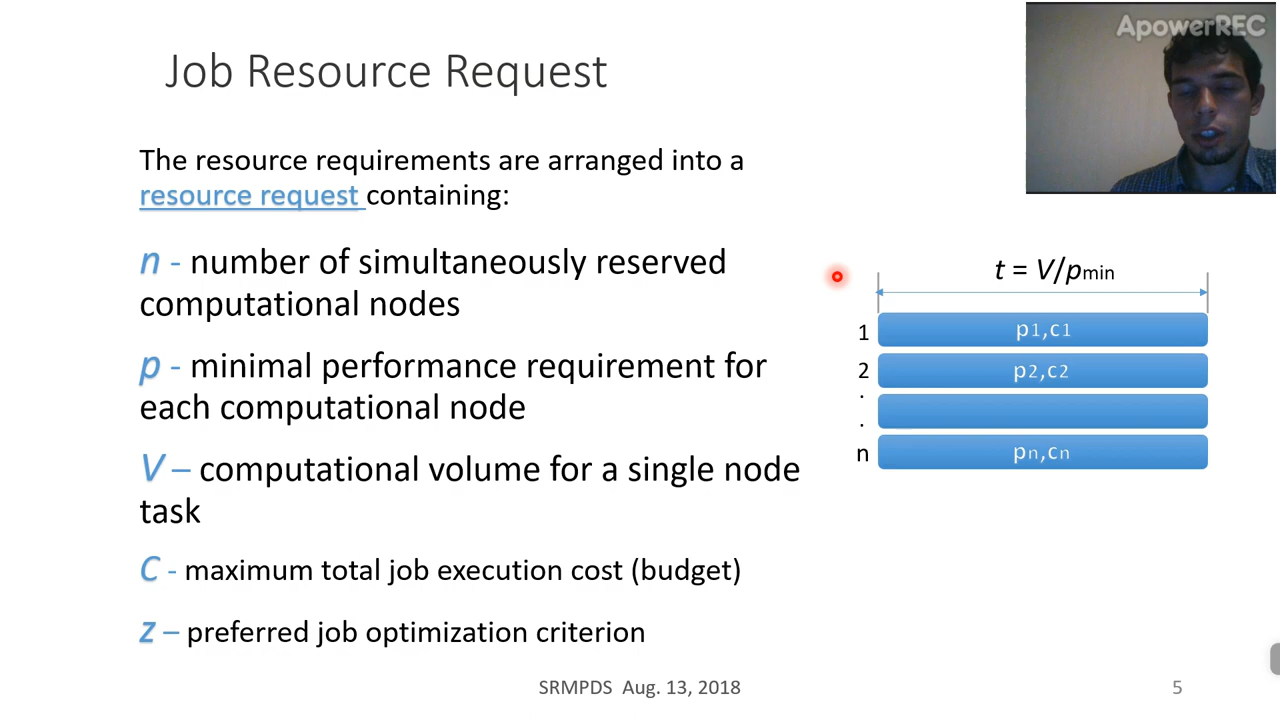 ApowerREC
Job Resource Request
The resource requirements are arranged into a
resource request containing:
n - number of simultaneously reserved
computational nodes
p - minimal performance requirement for
each computational node
V – computational volume for a single node
task
C - maximum total job execution cost (budget)
z – preferred job optimization criterion
t = V/pmin
1 p1,c1
2 p2,c2
.
.
n pn,cn
SRMPDS Aug. 13, 2018
5